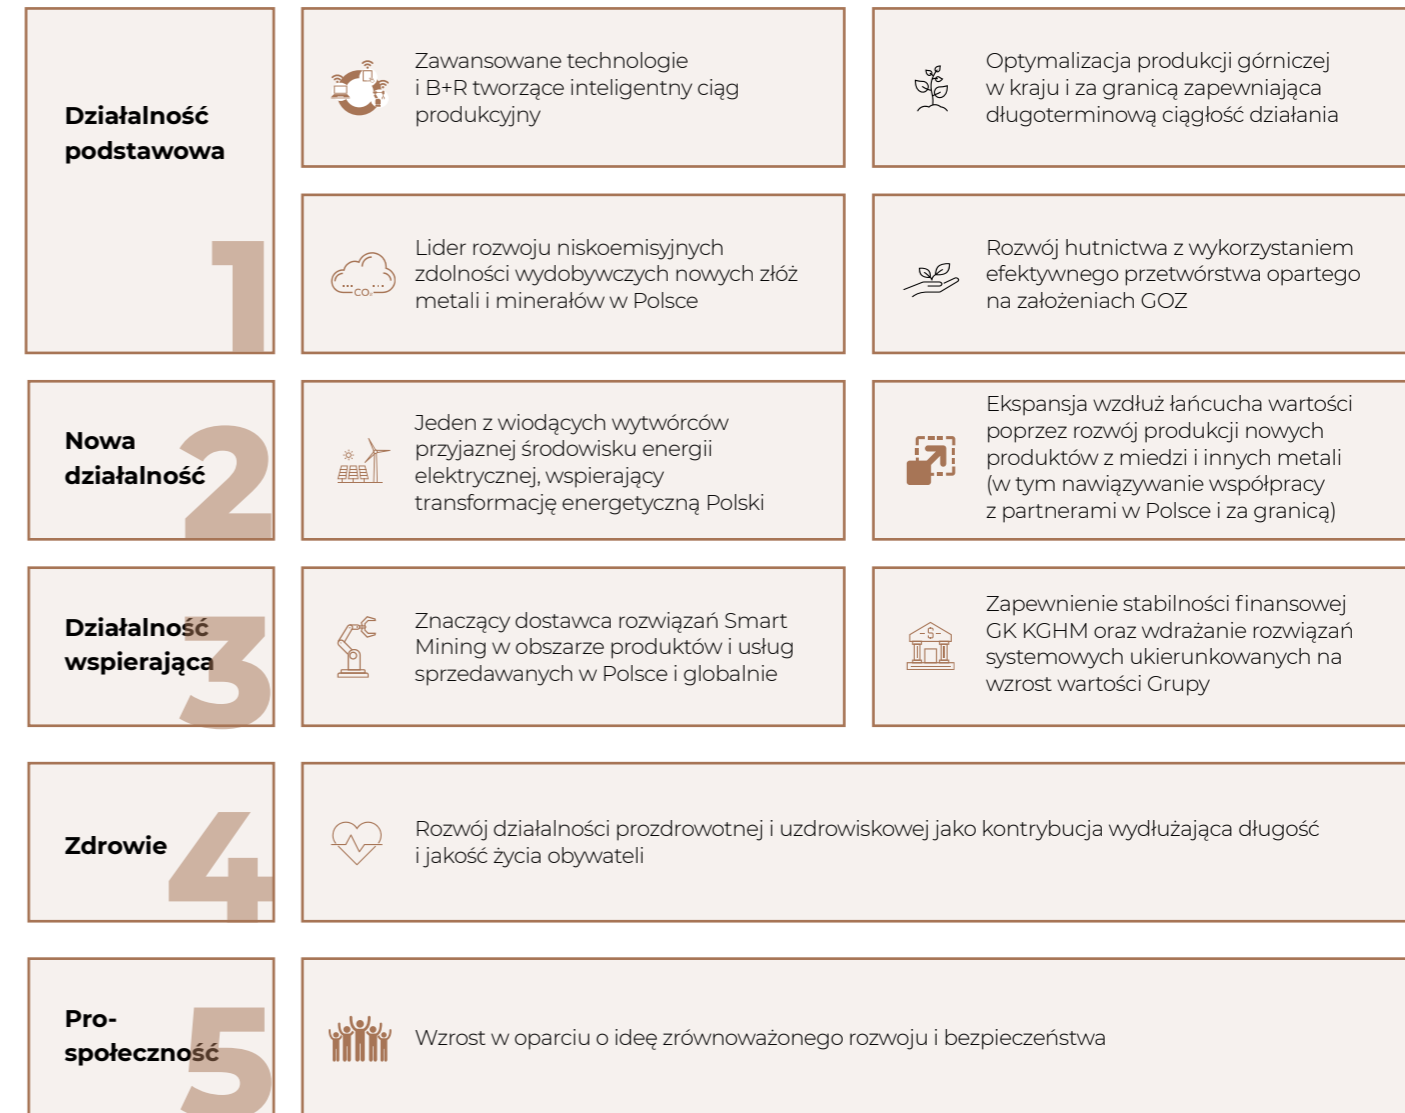 Działalność
podstawowa
1
Zawansowane technologie
i B+R tworzące inteligentny ciąg
produkcyjny
Optymalizacja produkcji górniczej
w kraju i za granicą zapewniająca
długoterminową ciągłość działania
CO₂
Lider rozwoju niskoemisyjnych
zdolności wydobywczych nowych złóż
metali i minerałów w Polsce
Rozwój hutnictwa z wykorzystaniem
efektywnego przetwórstwa opartego
na założeniach GOZ
Nowa
działalność
2
Jeden z wiodących wytwórców
przyjaznej środowisku energii
elektrycznej, wspierający
transformację energetyczną Polski
Ekspansja wzdłuż łańcucha wartości
poprzez rozwój produkcji nowych
produktów z miedzi i innych metali
(w tym nawiązywanie współpracy
z partnerami w Polsce i za granicą)
Działalność
wspierająca
3
Znaczący dostawca rozwiązań Smart
Mining w obszarze produktów i usług
sprzedawanych w Polsce i globalnie
-$-
Zapewnienie stabilności finansowej
GK KGHM oraz wdrażanie rozwiązań
systemowych ukierunkowanych na
wzrost wartości Grupy
Zdrowie
4
Rozwój działalności prozdrowotnej i uzdrowiskowej jako kontrybucja wydłużająca długość
i jakość życia obywateli
Pro-
społeczność
5
Wzrost w oparciu o ideę zrównoważonego rozwoju i bezpieczeństwa